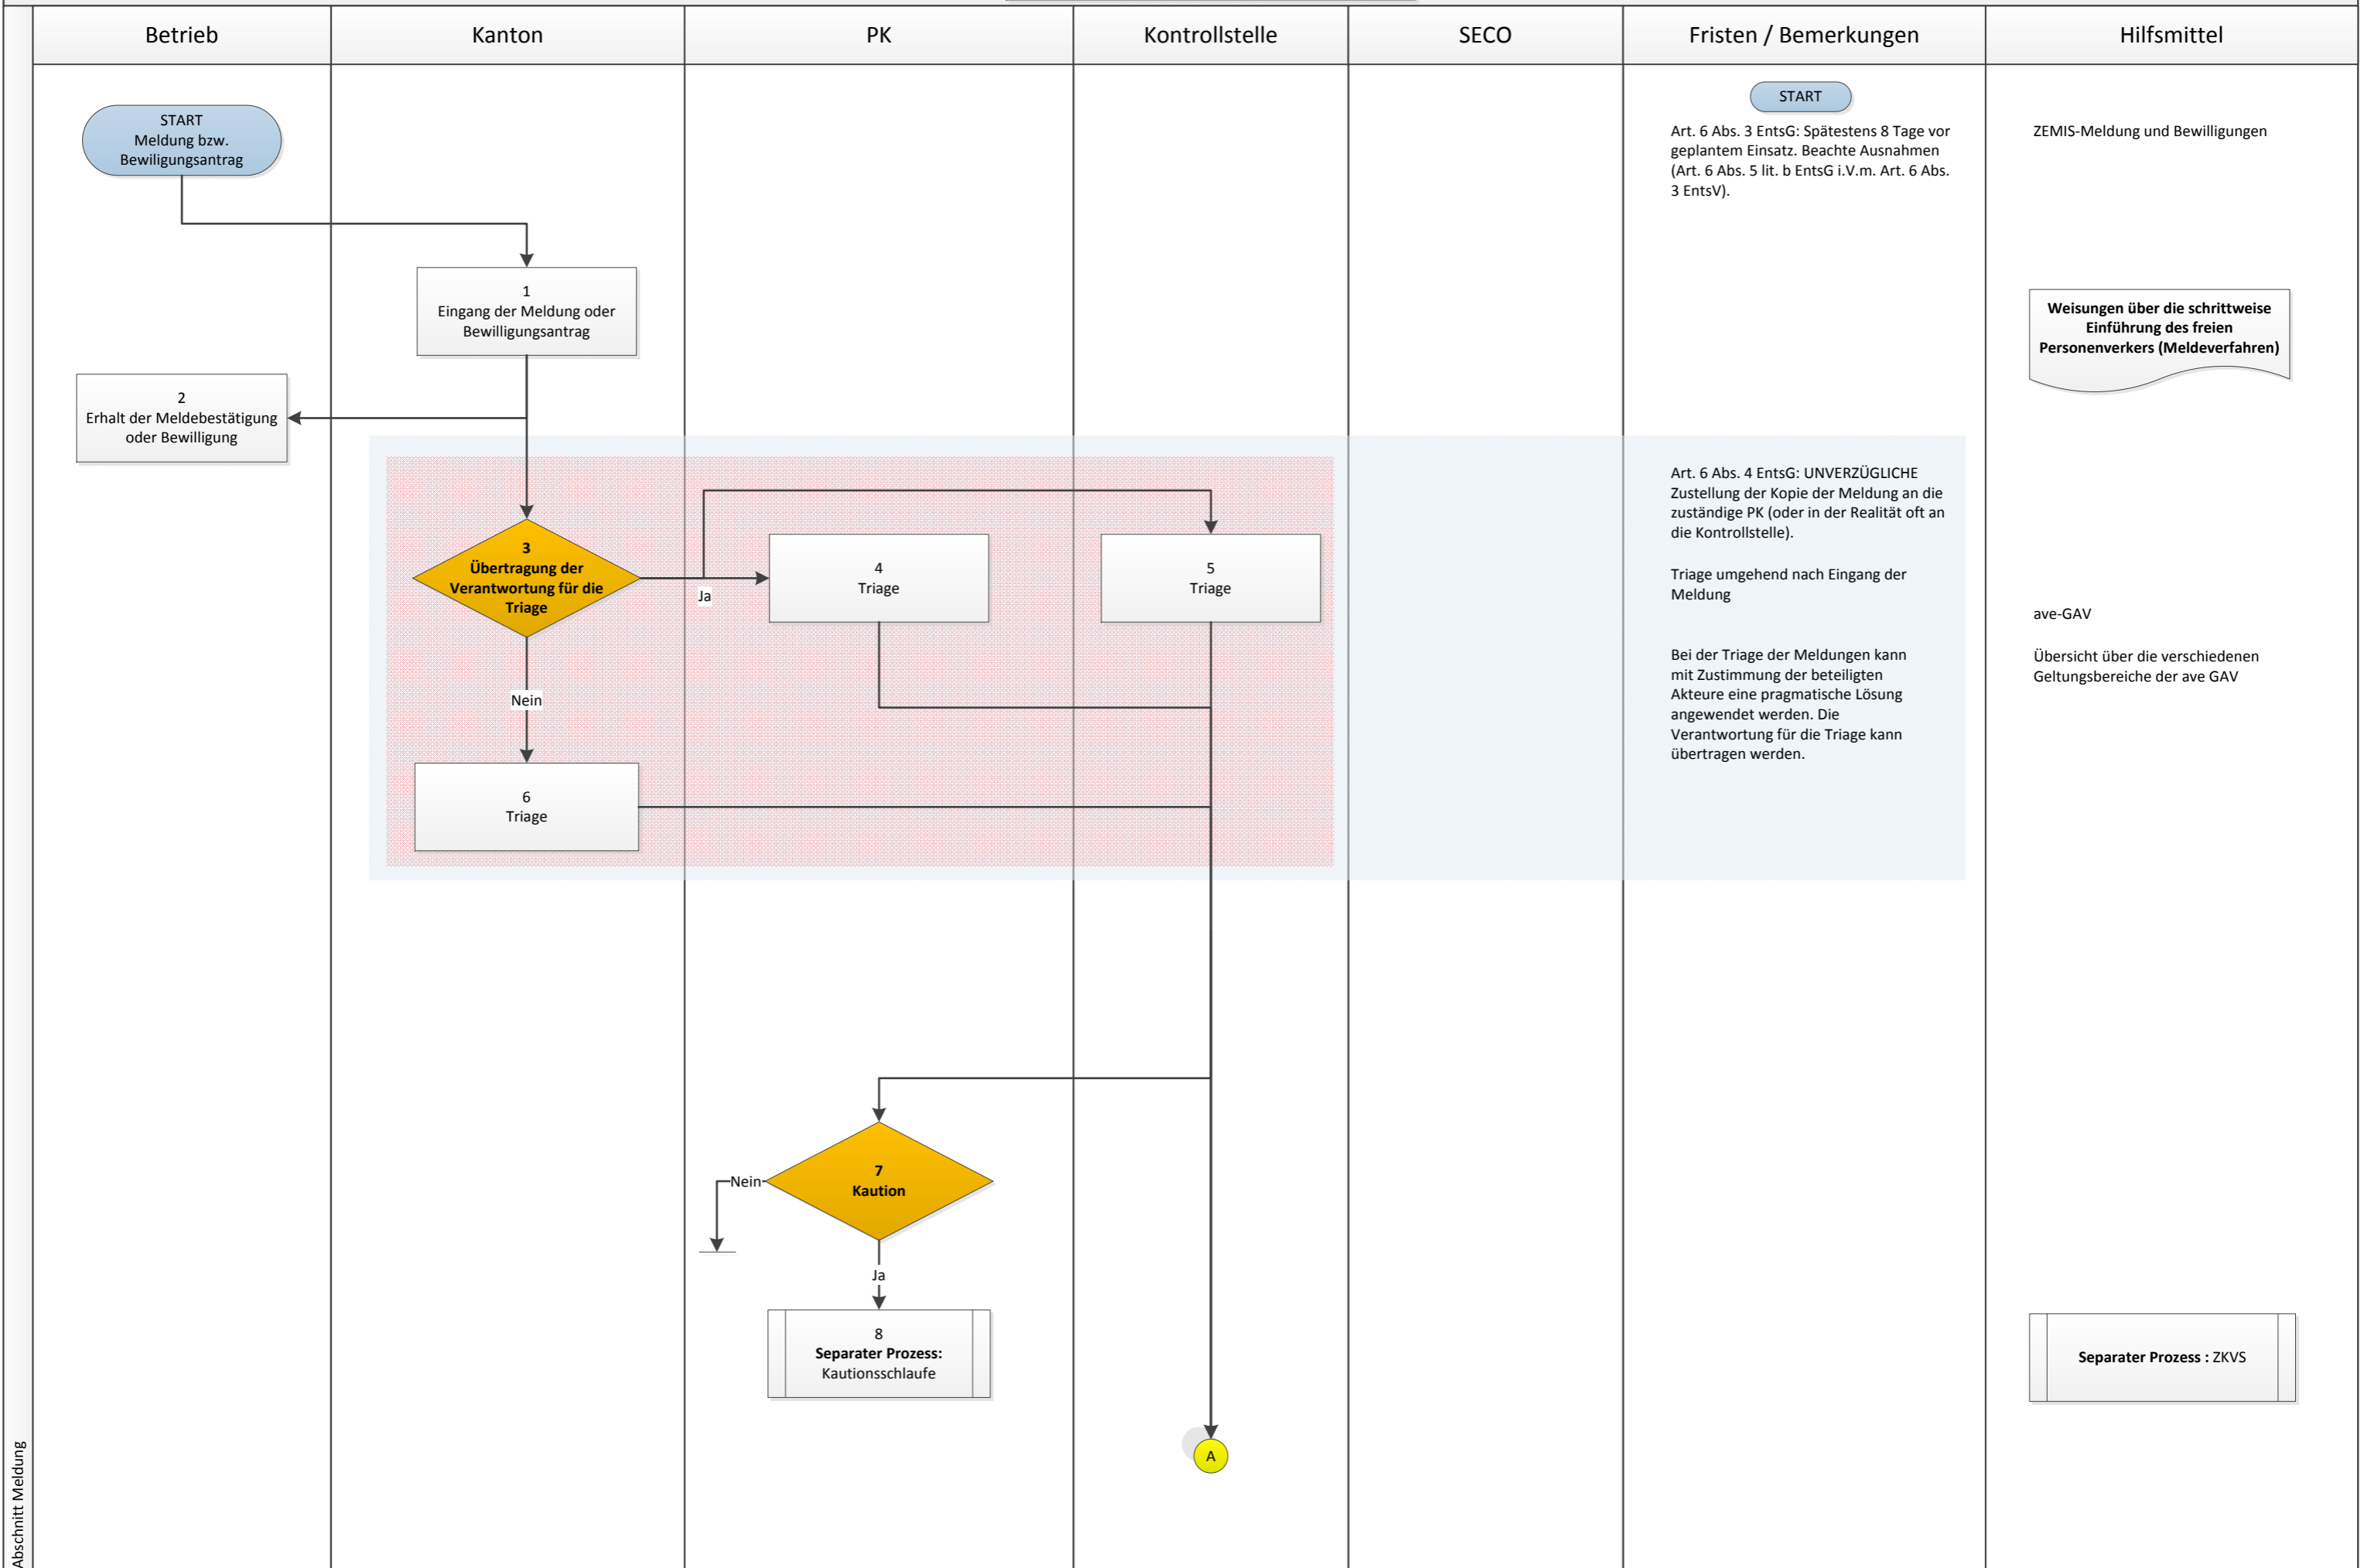 Betrieb
Kanton
PK
Kontrollstelle
SECO
Fristen / Bemerkungen
Hilfsmittel
START
Meldung bzw.
Bewiligungsantrag
START
Art. 6 Abs. 3 EntsG: Spätestens 8 Tage vor
geplantem Einsatz. Beachte Ausnahmen
(Art. 6 Abs. 5 lit. b EntsG i.V.m. Art. 6 Abs.
3 EntsV).
ZEMIS-Meldung und Bewilligungen
1
Eingang der Meldung oder
Bewilligungsantrag
Weisungen über die schrittweise
Einführung des freien
Personenverkers (Meldeverfahren)
2
Erhalt der Meldebestätigung
oder Bewilligung
3
Übertragung der
Verantwortung für die
Triage
Ja
4
Triage
5
Triage
Art. 6 Abs. 4 EntsG: UNVERZÜGLICHE
Zustellung der Kopie der Meldung an die
zuständige PK (oder in der Realität oft an
die Kontrollstelle).
Triage umgehend nach Eingang der
Meldung
Bei der Triage der Meldungen kann
mit Zustimmung der beteiligten
Akteure eine pragmatische Lösung
angewendet werden. Die
Verantwortung für die Triage kann
übertragen werden.
ave-GAV
Übersicht über die verschiedenen
Geltungsbereiche der ave GAV
Nein
6
Triage
7
Kaution
Nein
Ja
8
Separater Prozess:
Kautionsschlaufe
Separater Prozess : ZKVS
A
Abschnitt Meldung